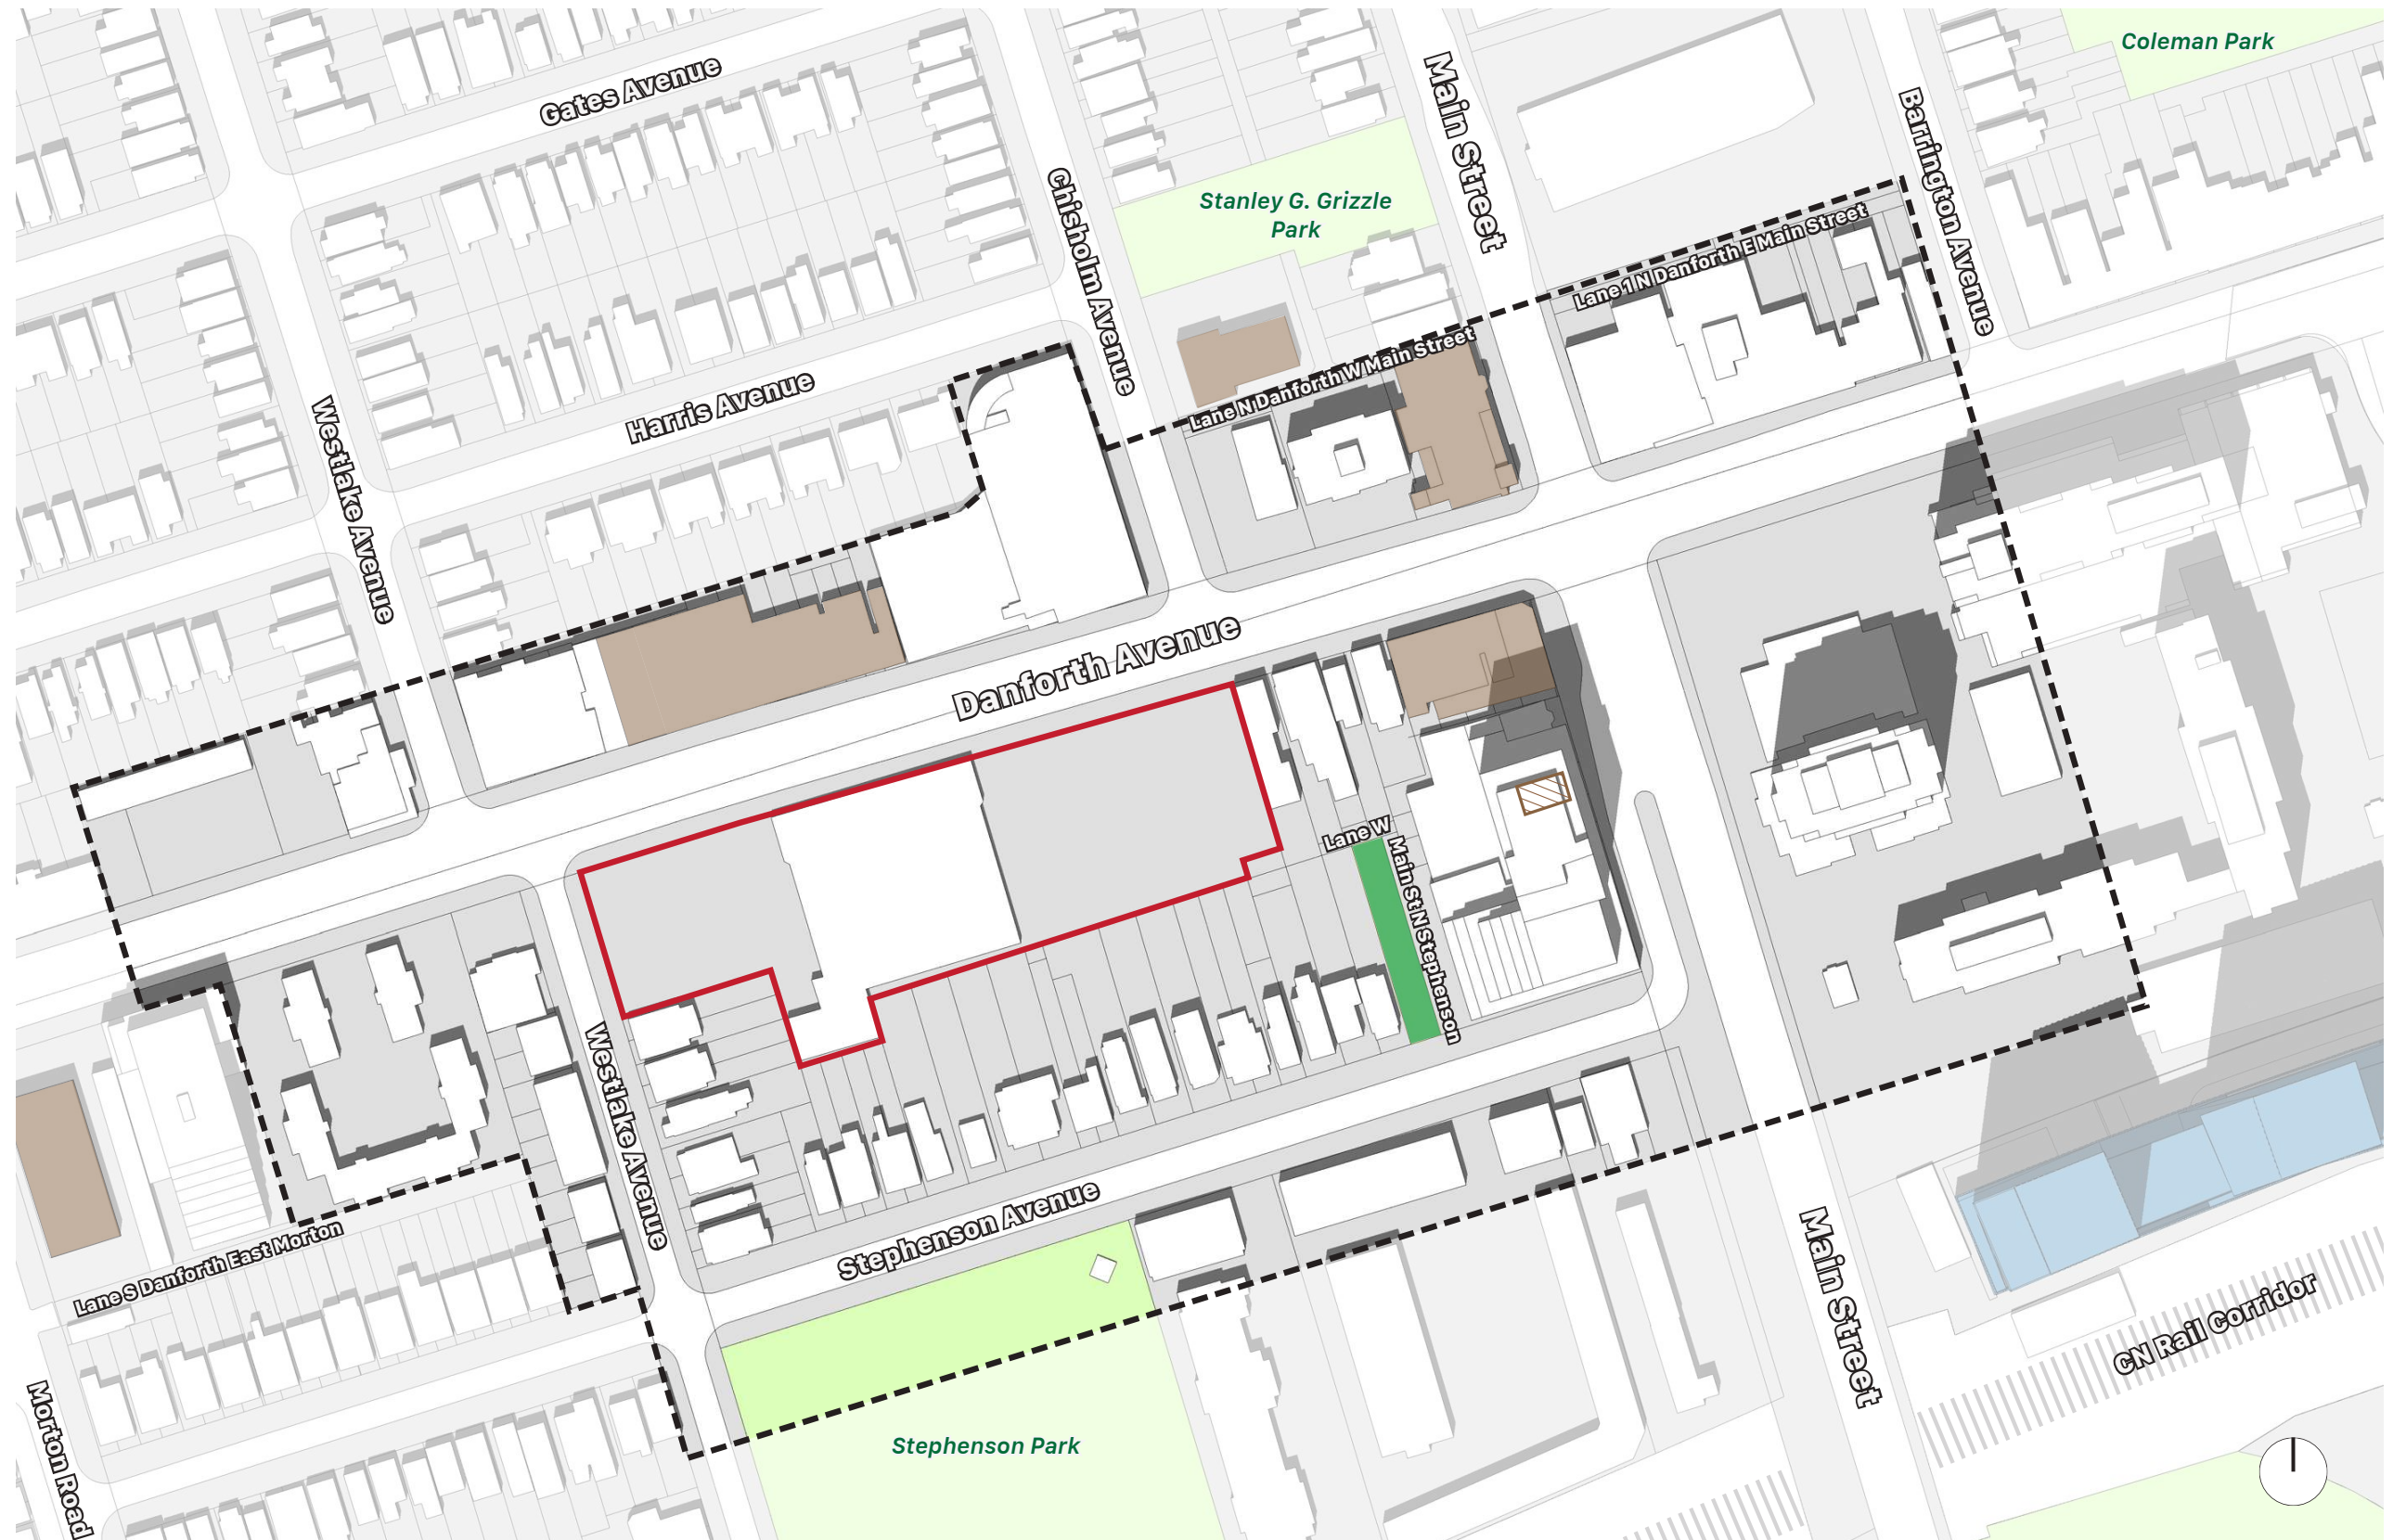 Coleman Park
Gates Avenue
Main Street
Barrington Avenue
Chisholm Avenue
Stanley G. Grizzle
Park
Lane 1 N Danforth E Main Street
Lane N Danforth W Main Street
Harris Avenue
Westlake Avenue
Danforth Avenue
Lane W
Main St N Stephenson
Westlake Avenue
Stephenson Avenue
Lane S Danforth East Morton
Main Street
CN Rail Corridor
Morton Road
Stephenson Park